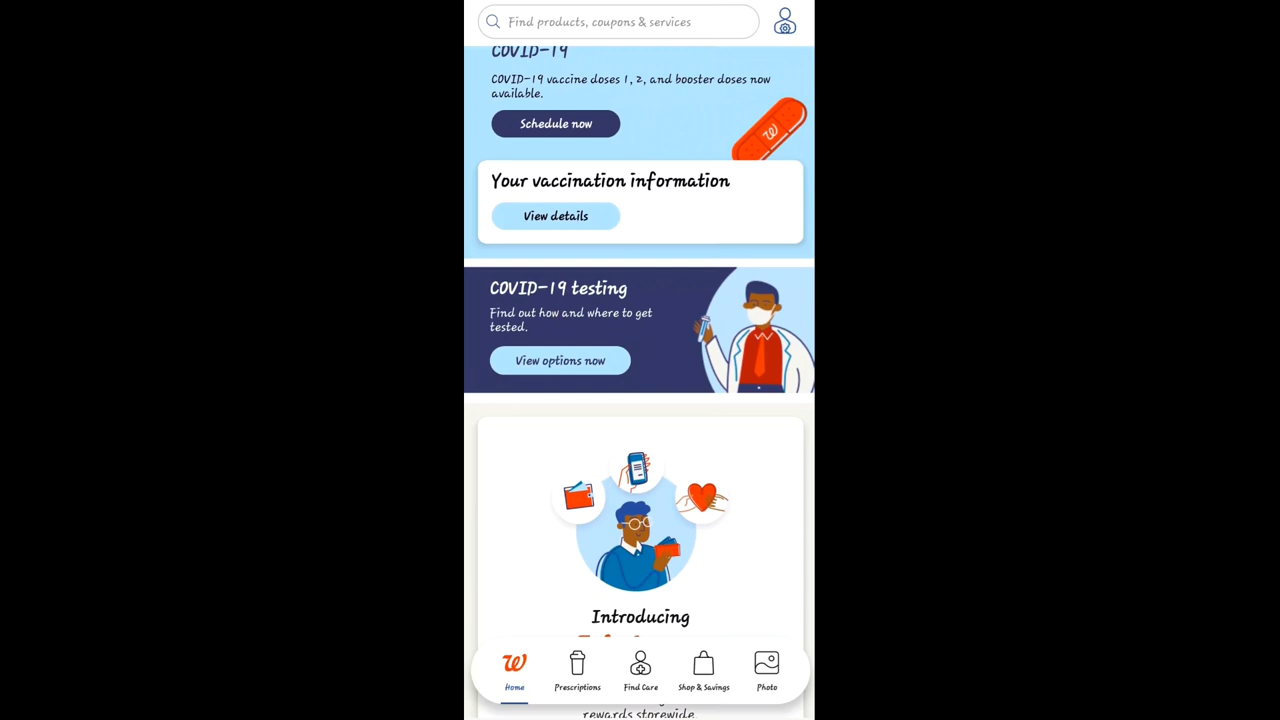 Find products, coupons & services
COVID-19
COVID-19 vaccine doses 1, 2, and booster doses now
available.
Schedule now
Your vaccination information
View details
COVID-19 testing
Find out how and where to get
tested.
View options now
Introducing
Home
Prescriptions
Find Care
Shop & Savings
Photo
rewards storewide.